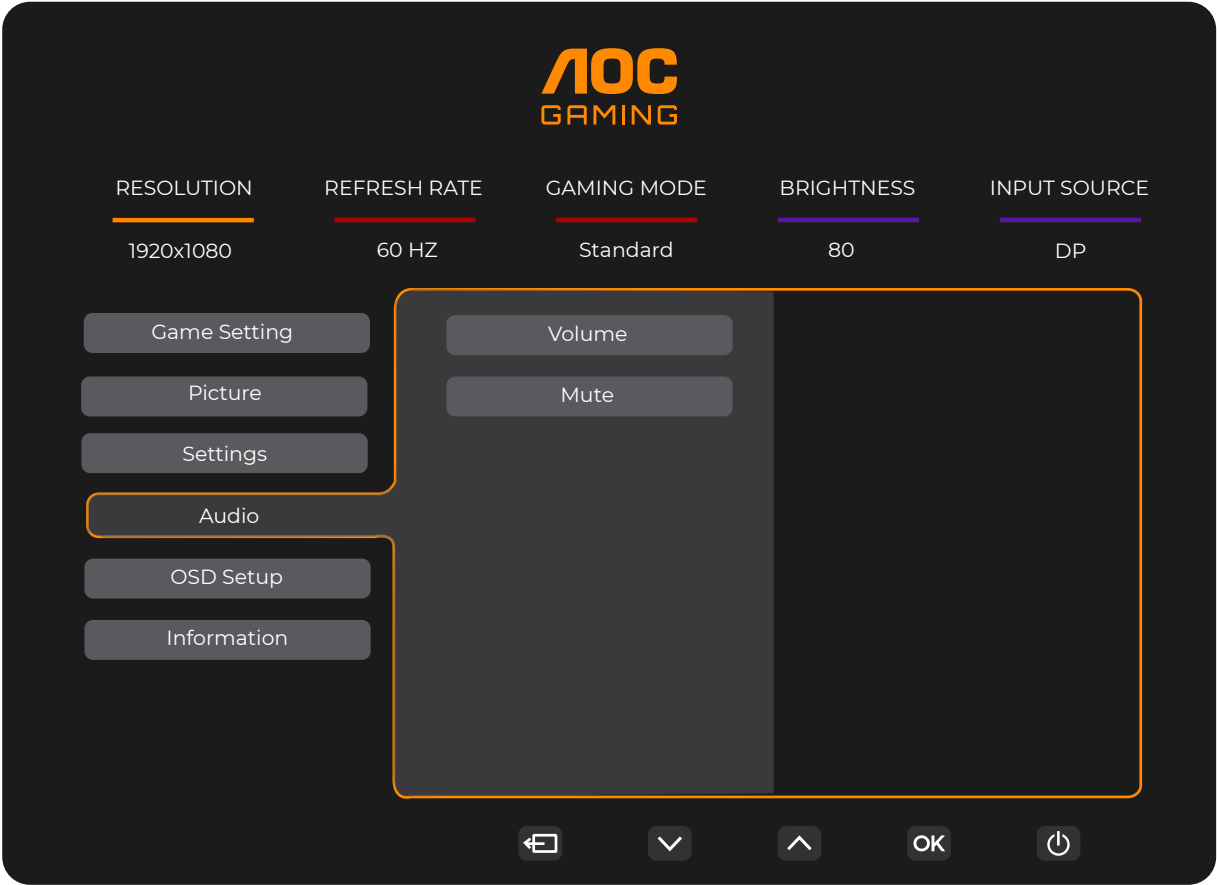 AOC
GAMING
RESOLUTION REFRESH RATE GAMING MODE BRIGHTNESS INPUT SOURCE
1920x1080 60 HZ Standard 80 DP
Game Setting
Picture
Settings
Audio
OSD Setup
Information
Volume
Mute
OK